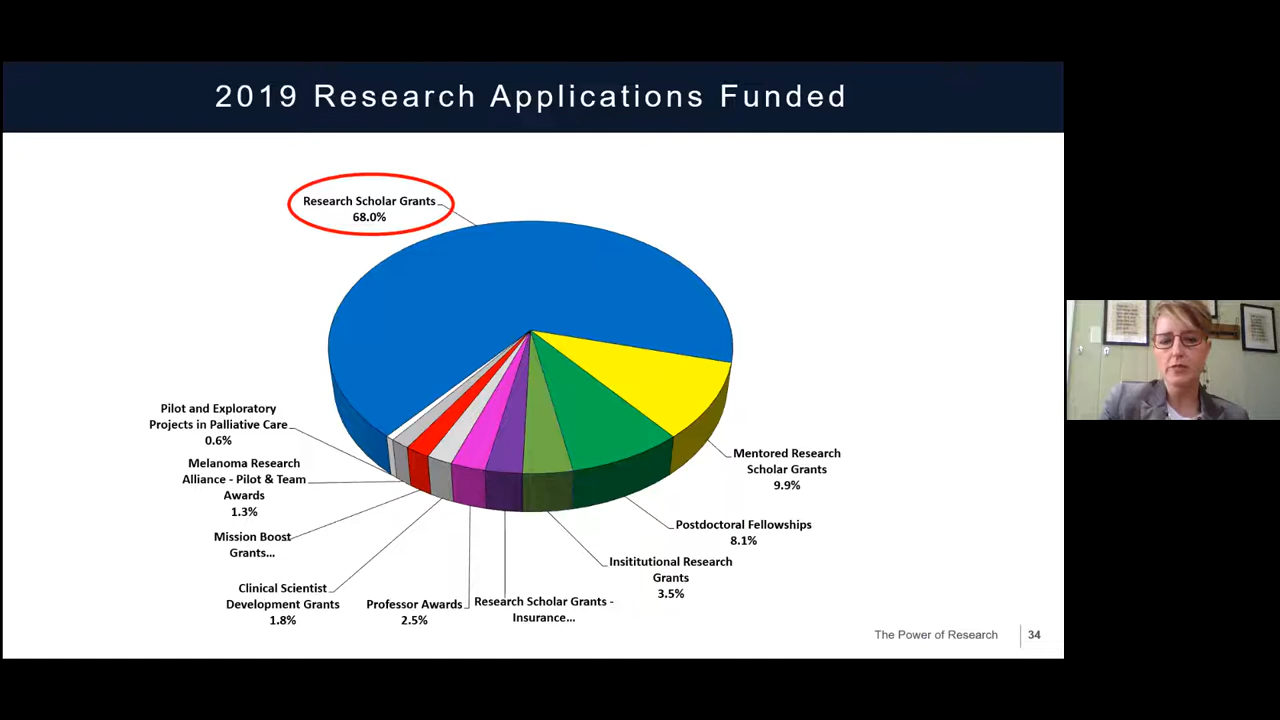 2019 Research Applications Funded
Research Scholar Grants
68.0%
Pilot and Exploratory
Projects in Palliative Care
0.6%
Melanoma Research
Alliance - Pilot & Team
Awards
1.3%
Mission Boost
Grants...
Clinical Scientist
Development Grants
1.8%
Professor Awards
2.5%
Research Scholar Grants -
Insurance...
Insititutional Research
Grants
3.5%
Postdoctoral Fellowships
8.1%
Mentored Research
Scholar Grants
9.9%
The Power of Research
34